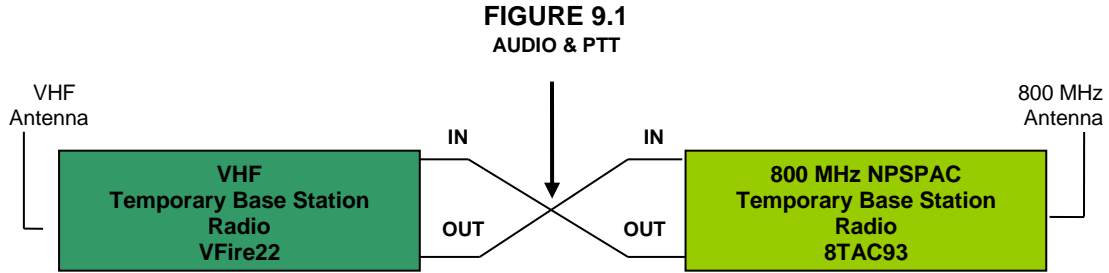 FIGURE 9.1
AUDIO & PTT
VHF
Antenna
800 MHz
Antenna
IN
IN
VHF
Temporary Base Station
Radio
VFire22
OUT
OUT
800 MHz NPSPAC
Temporary Base Station
Radio
8TAC93